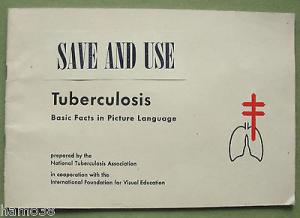 SAVE AND USE
Tuberculosis
Basic Facts in Picture Language
prepared by the
National Tuberculosis Association
in cooperation with the
International Foundation for Visual Education
hamo38